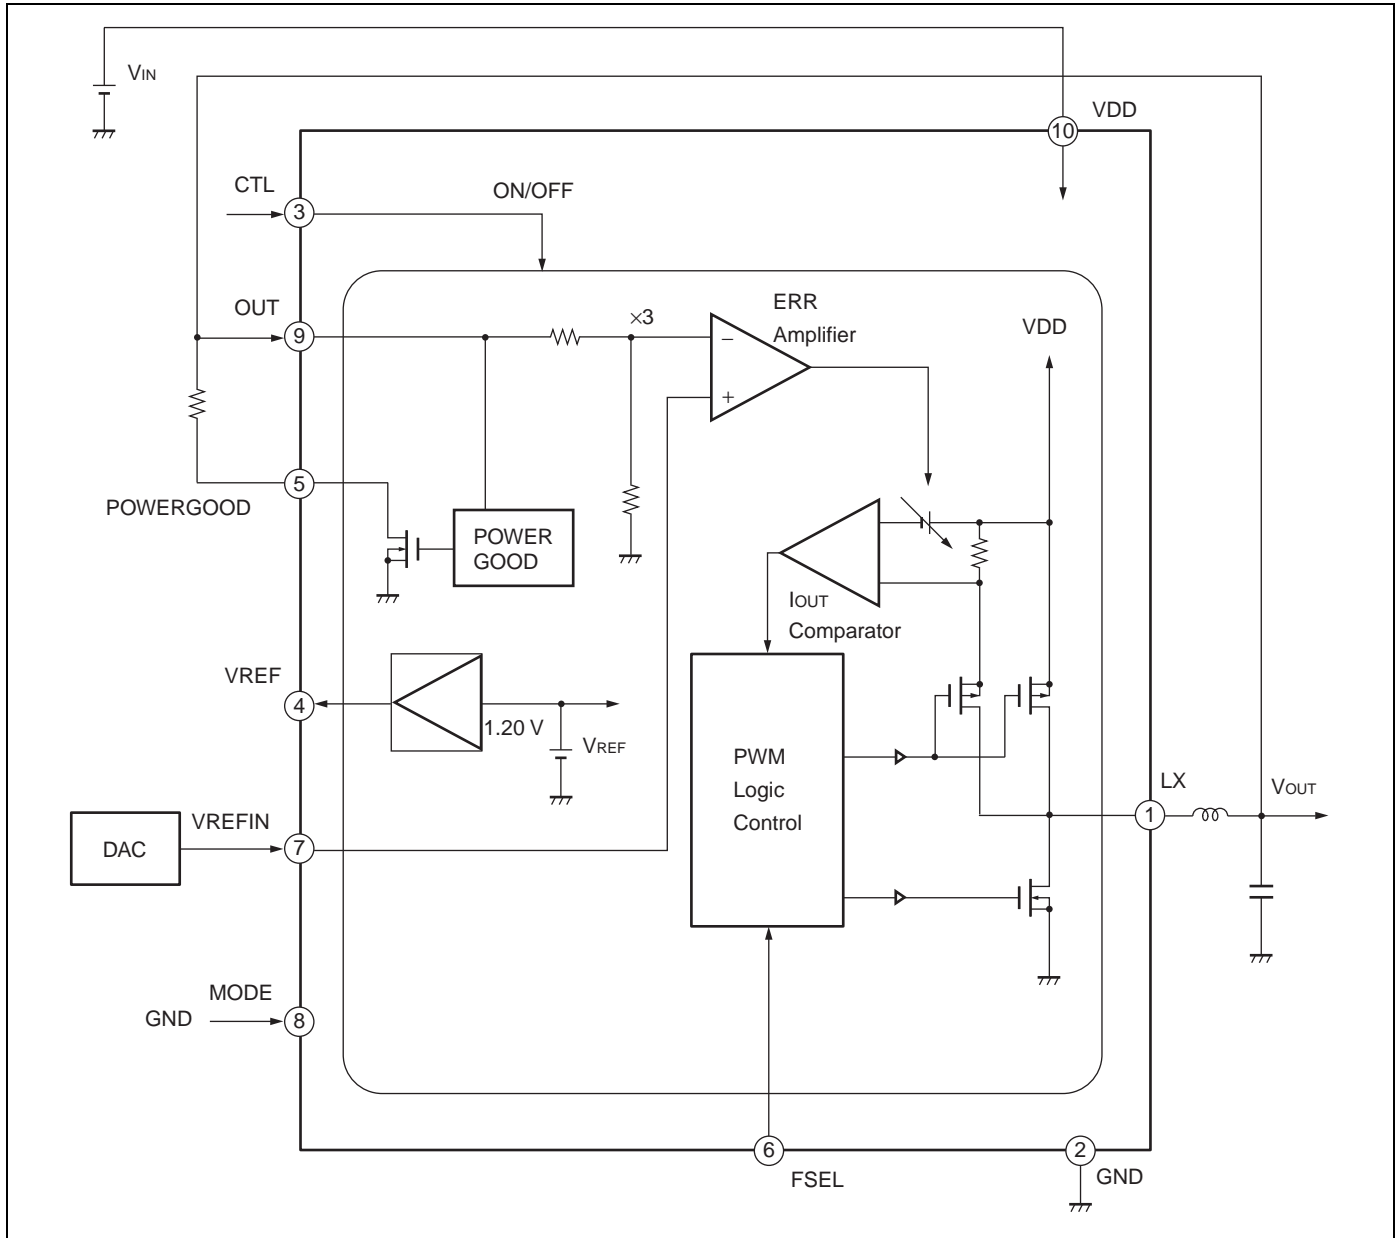 VIN
VDD
10
CTL
3
ON/OFF
OUT
9
×3
ERR
Amplifier
−
+
VDD
5
POWERGOOD
POWER
GOOD
IOUT
Comparator
VREF
4
1.20 V
VREF
PWM
Logic
Control
LX
1
VOUT
DAC
VREFIN
7
MODE
GND
8
6
FSEL
2
GND